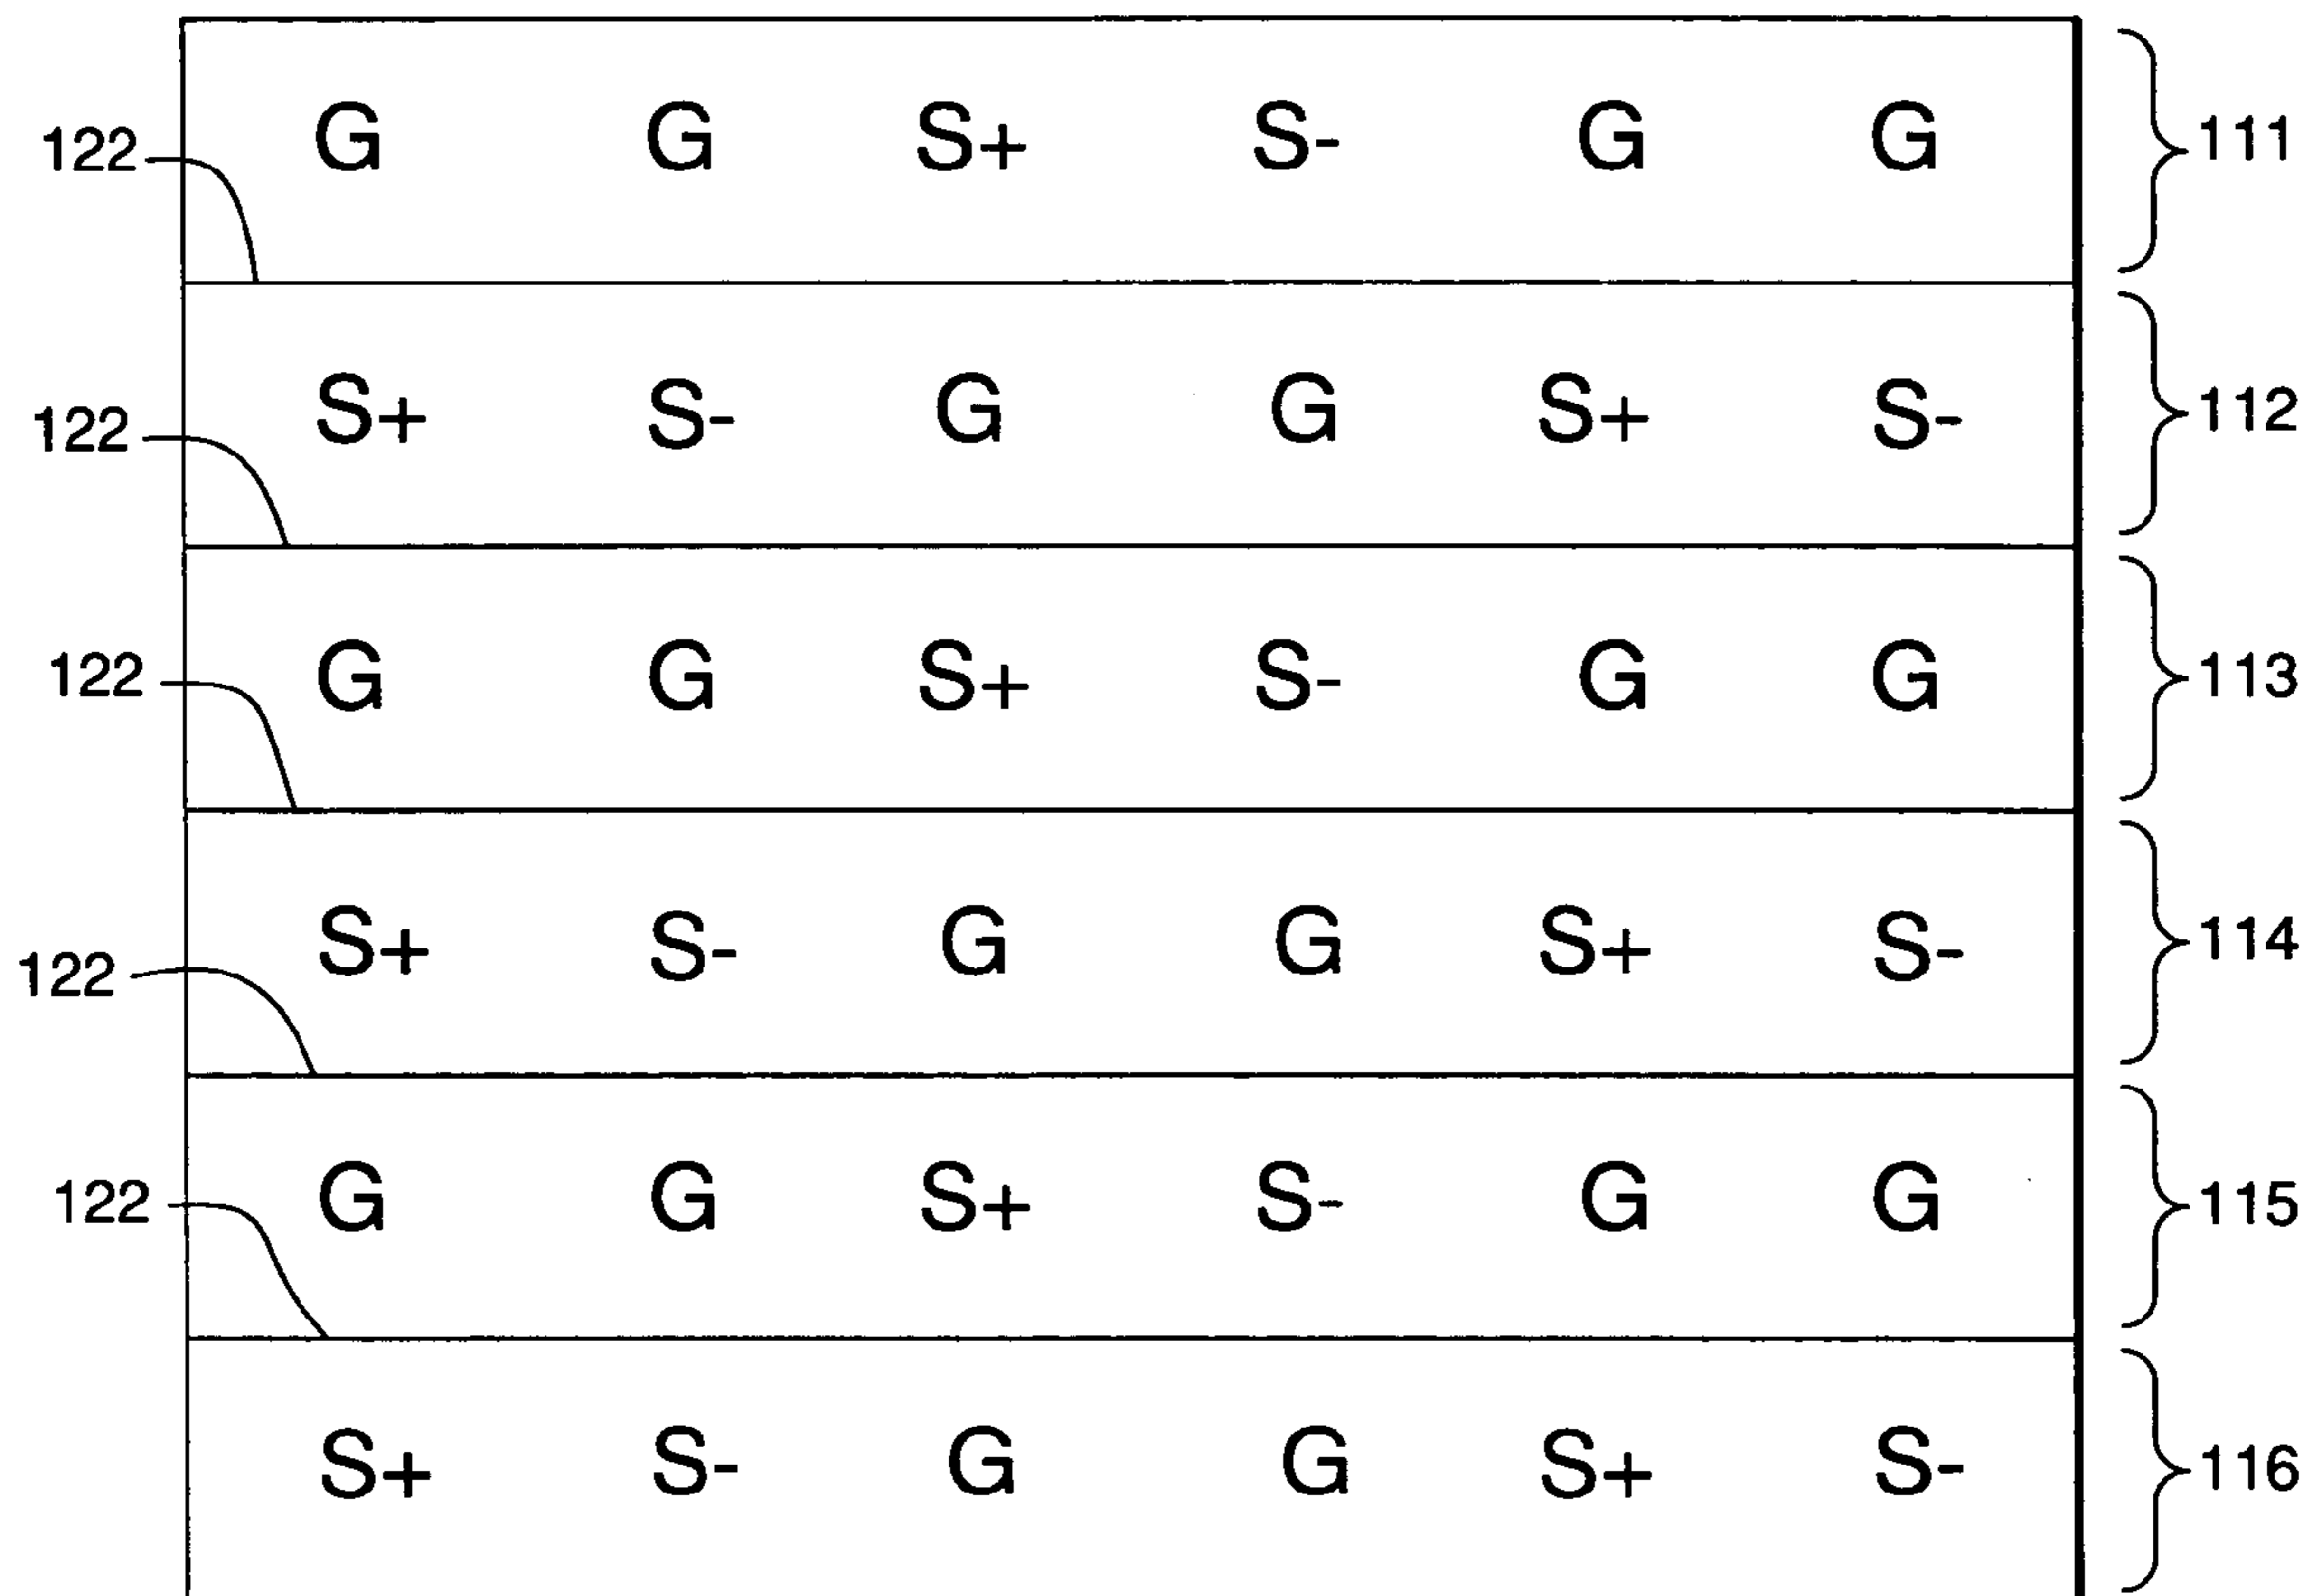 122 G G S+ S- G G 111
122 S+ S- G G S+ S- 112
122 G G S+ S- G G 113
122 S+ S- G G S+ S- 114
122 G G S+ S- G G 115
S+ S- G G S+ S- 116